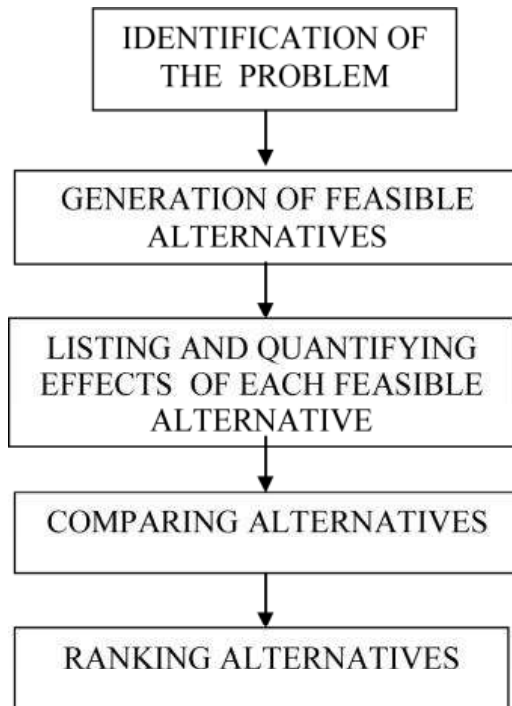 IDENTIFICATION OF
THE PROBLEM
GENERATION OF FEASIBLE
ALTERNATIVES
LISTING AND QUANTIFYING
EFFECTS OF EACH FEASIBLE
ALTERNATIVE
COMPARING ALTERNATIVES
RANKING ALTERNATIVES